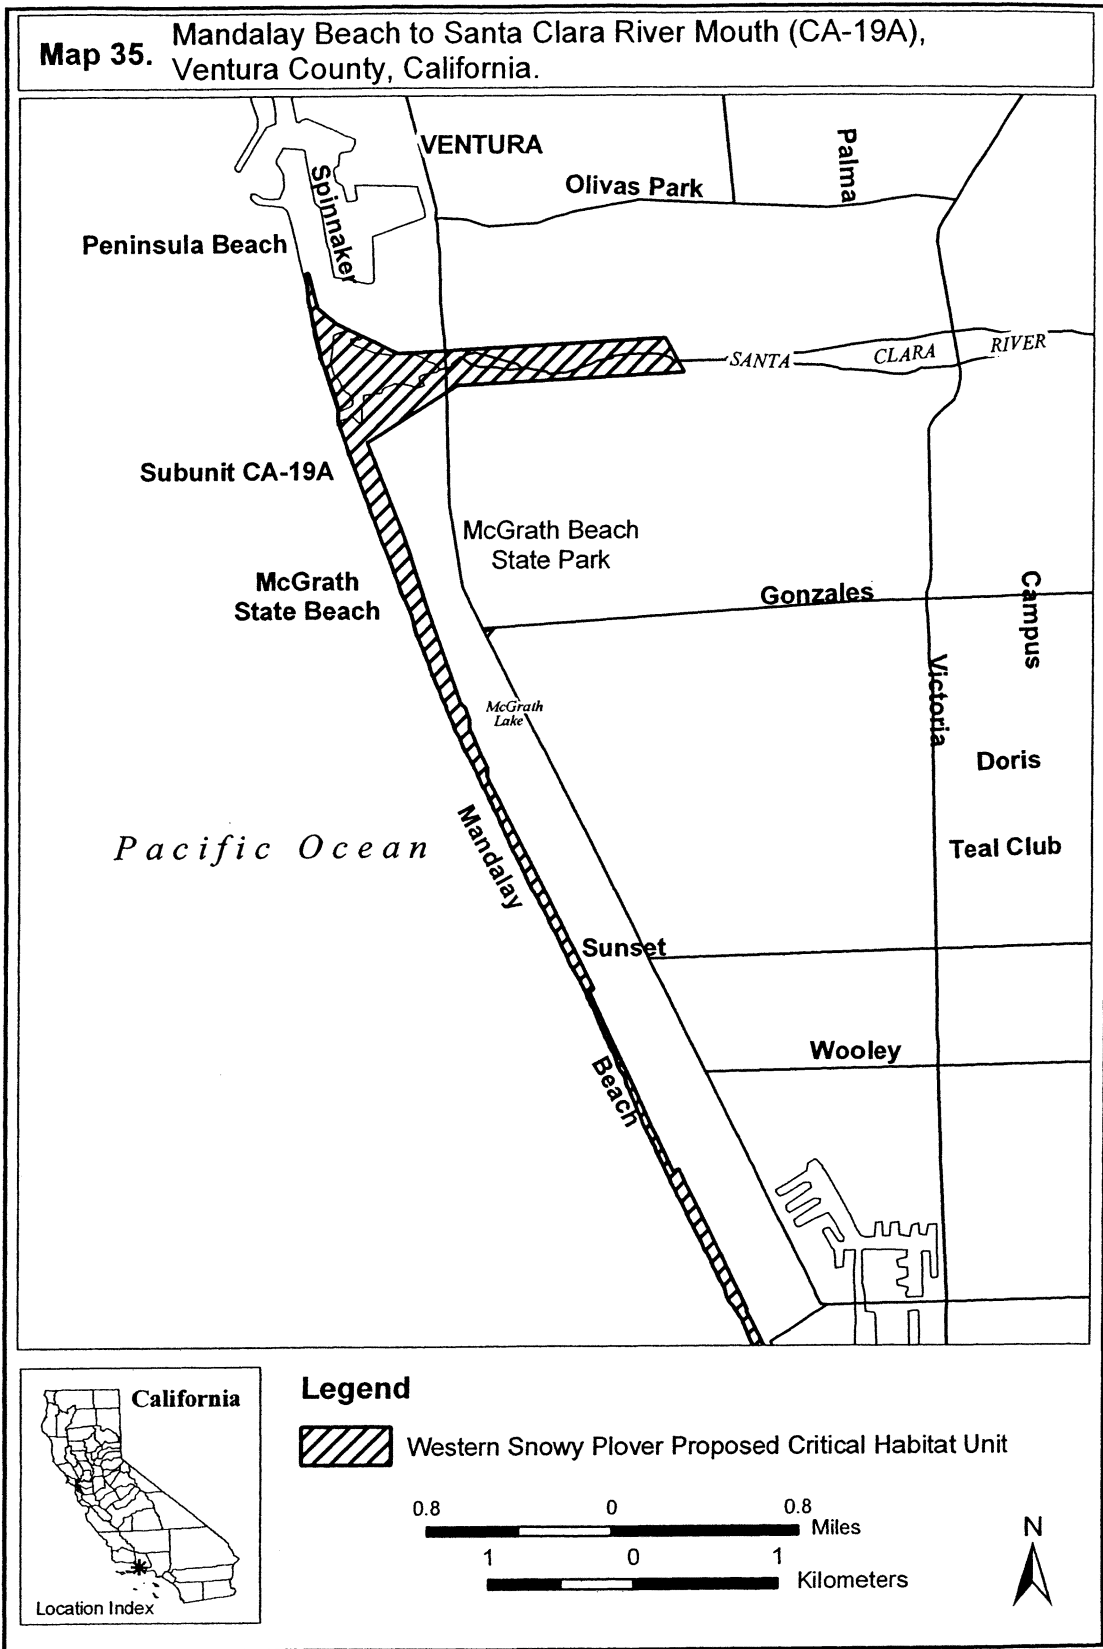 Map 35. Mandalay Beach to Santa Clara River Mouth (CA-19A),
Ventura County, California.
VENTURA
Palma
Olivas Park
Spinnaker
Peninsula Beach
SANTA CLARA RIVER
Subunit CA-19A
McGrath Beach
State Park
McGrath
State Beach
Gonzales
Campus
Victoria
McGrath
Lake
Doris
Mandalay
Pacific Ocean
Teal Club
Sunset
Wooley
Beach
California
Location Index
Legend
Western Snowy Plover Proposed Critical Habitat Unit
0.8 0 0.8
Miles
1 0 1
Kilometers
N